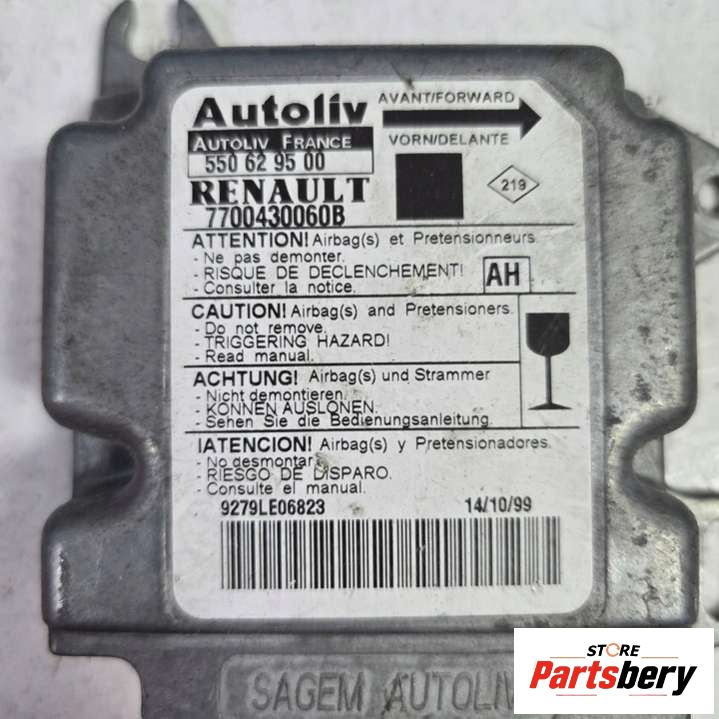 Autoliv
AVANT/FORWARD
AUTOLIV FRANCE
VORN/DELANTE
550 62 95 00
RENAULT
219
7700430060B
ATTENTION! Airbag(s) et Pretensionneurs.
- Ne pas demonter.
- RISQUE DE DECLENCHEMENT!
- Consulter la notice.
AH
CAUTION! Airbag(s) and Pretensioners.
- Do not remove.
- TRIGGERING HAZARD!
- Read manual.
ACHTUNG! Airbag(s) und Strammer
- Nicht demontieren.
- KONNEN AUSLONEN.
- Sehen Sie die Bedienungsanleitung.
IATENCION! Airbag(s) y Pretensionadores.
- No desmontar.
- RIESGO DE DISPARO.
- Consulte el manual.
9279LE06823 14/10/99
SAGEM AUTOLIV
STORE
Partsbery